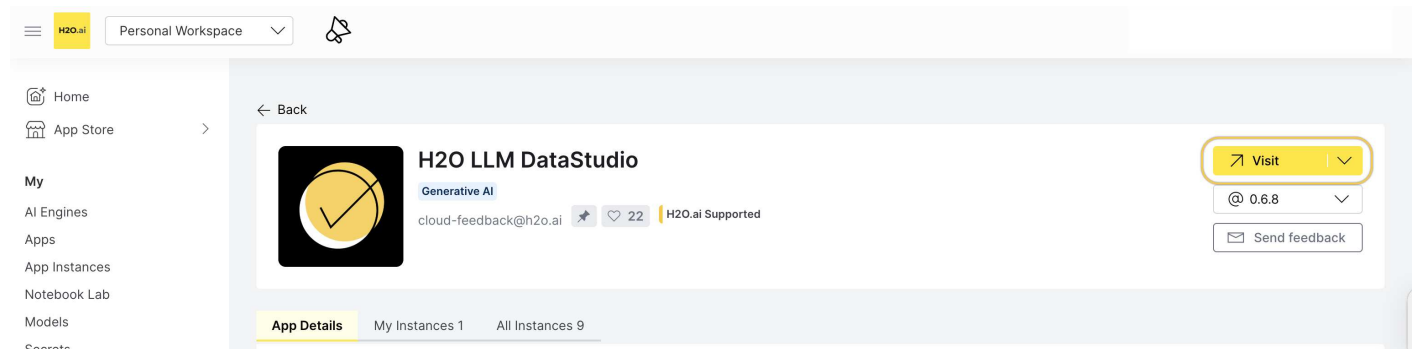 H2O.ai
Personal Workspace
Home
App Store
My
AI Engines
Apps
App Instances
Notebook Lab
Models
Secrets
Back
H2O LLM DataStudio
Generative AI
cloud-feedback@h2o.ai
22
H2O.ai Supported
Visit
@ 0.6.8
Send feedback
App Details
My Instances 1
All Instances 9